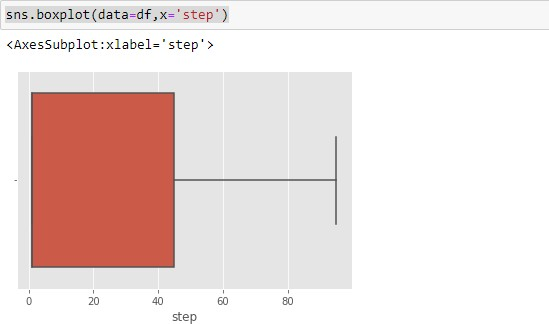 sns.boxplot(data=df,x='step')
<AxesSubplot:xlabel='step'>
0 20 40 60 80
step